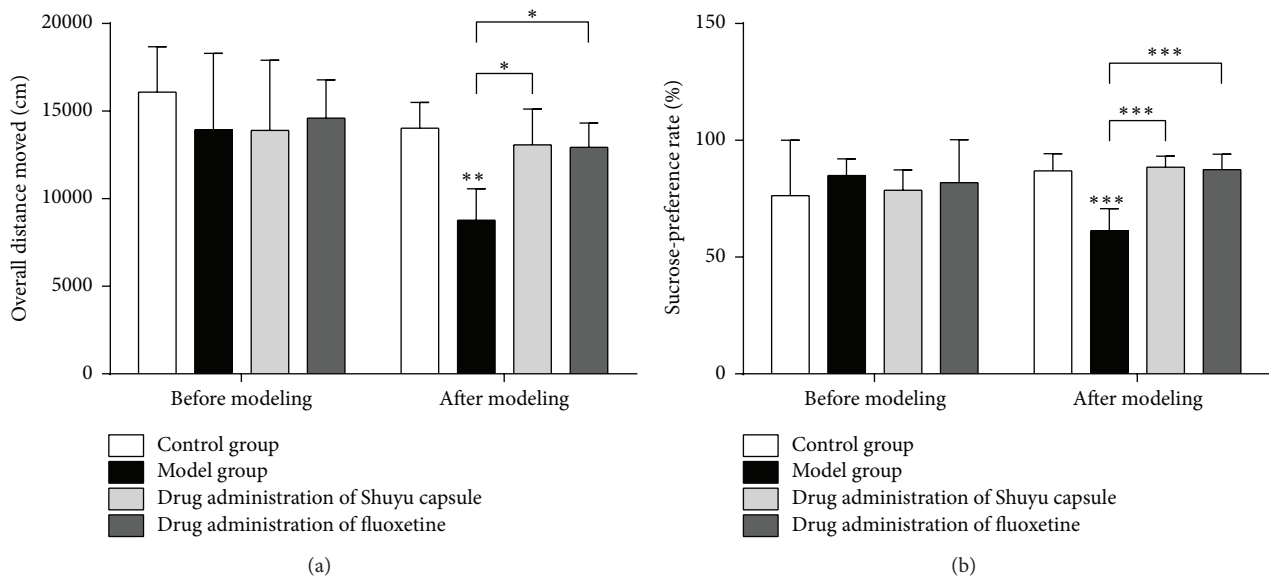 20000
15000
10000
5000
0
Overall distance moved (cm)
*
*
**
Before modeling
After modeling
Control group
Model group
Drug administration of Shuyu capsule
Drug administration of fluoxetine
(a)
150
100
50
0
Sucrose-preference rate (%)
***
***
***
Before modeling
After modeling
Control group
Model group
Drug administration of Shuyu capsule
Drug administration of fluoxetine
(b)